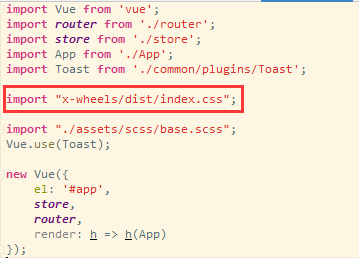 import Vue from 'vue';
import router from './router';
import store from './store';
import App from './App';
import Toast from './common/plugins/Toast';
import "x-wheels/dist/index.css";
import "./assets/scss/base.scss";
Vue.use(Toast);
new Vue({
el: '#app',
store,
router,
render: h => h(App)
});